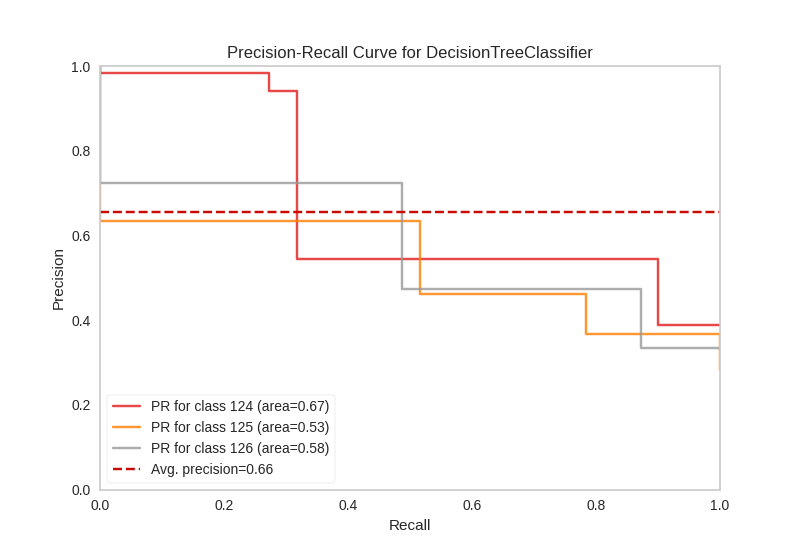 Precision-Recall Curve for DecisionTreeClassifier
1.0
0.8
0.6
0.4
0.2
0.0
Precision
PR for class 124 (area=0.67)
PR for class 125 (area=0.53)
PR for class 126 (area=0.58)
Avg. precision=0.66
0.0 0.2 0.4 0.6 0.8 1.0
Recall